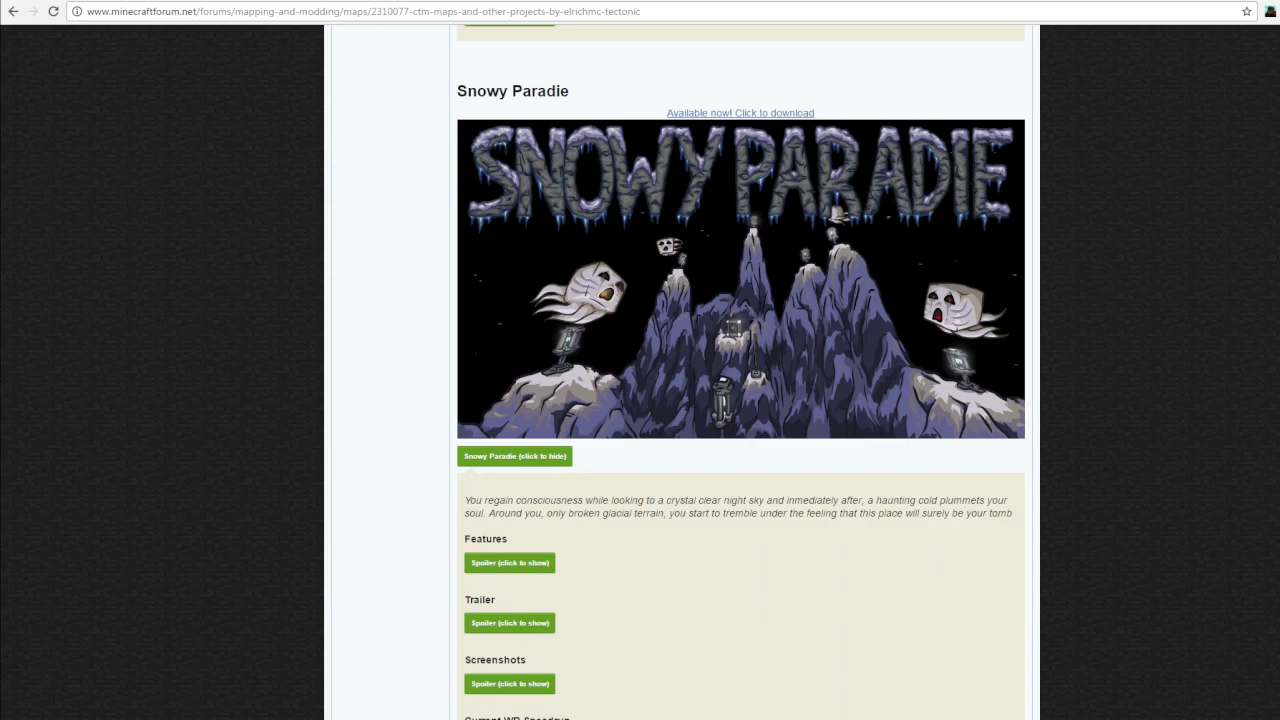 www.minecraftforum.net/forums/mapping-and-modding/maps/2310077-ctm-maps-and-other-projects-by-elrichmc-tectonic
Snowy Paradie
Available now! Click to download
SNOWY PARADIE
Snowy Paradie (click to hide)
You regain consciousness while looking to a crystal clear night sky and inmediately after, a haunting cold plummets your
soul. Around you, only broken glacial terrain, you start to tremble under the feeling that this place will surely be your tomb
Features
Spoiler (click to show)
Trailer
Spoiler (click to show)
Screenshots
Spoiler (click to show)
Current WR Speedrun